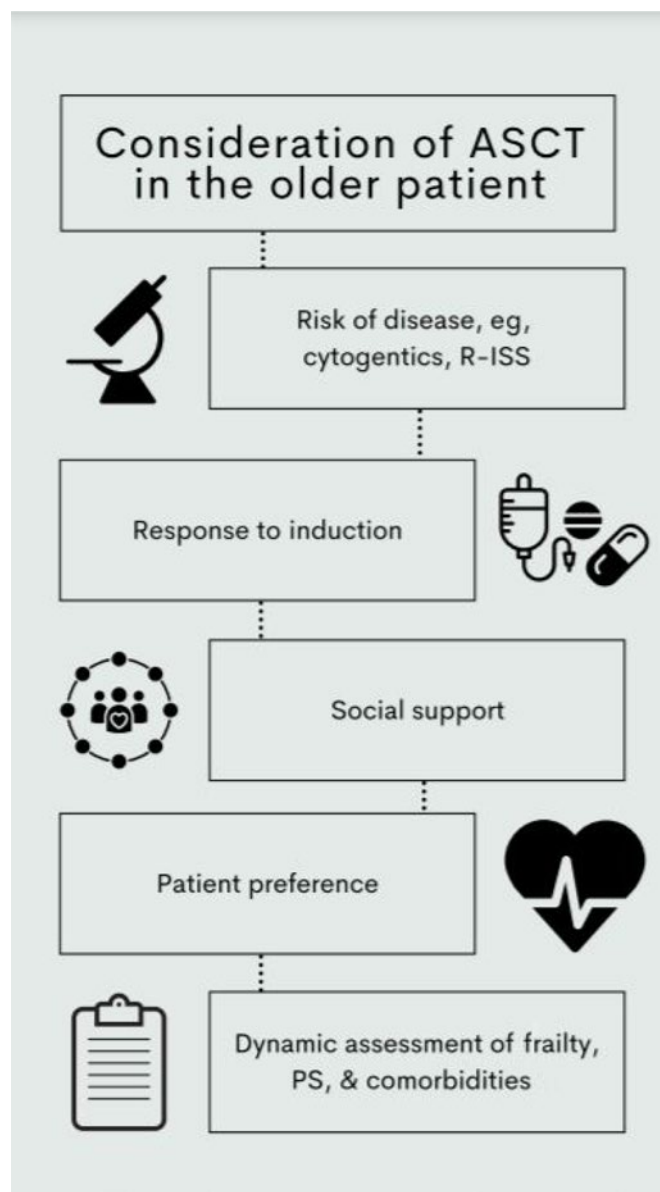 Consideration of ASCT
in the older patient
Risk of disease, eg,
cytogentics, R-ISS
Response to induction
Social support
Patient preference
Dynamic assessment of frailty,
PS, & comorbidities